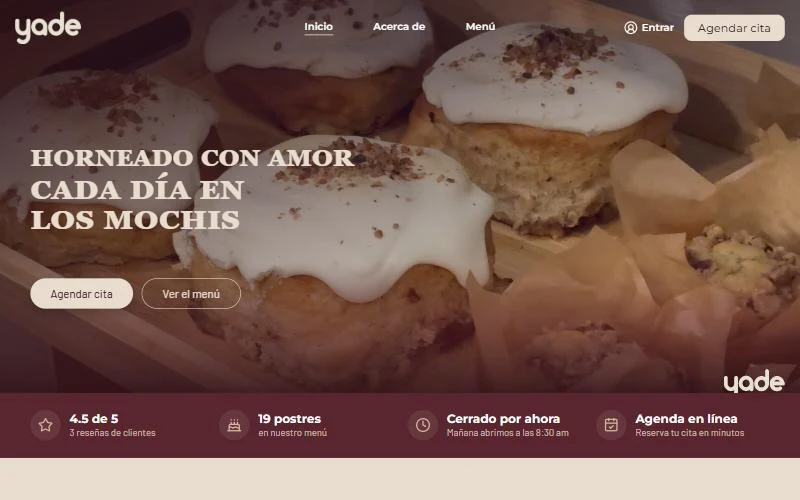 yade
Inicio
Acerca de
Menú
Entrar
Agendar cita
HORNEADO CON AMOR
CADA DÍA EN
LOS MOCHIS
Agendar cita
Ver el menú
yade
4.5 de 5
3 reseñas de clientes
19 postres
en nuestro menú
Cerrado por ahora
Mañana abrimos a las 8:30 am
Agenda en línea
Reserva tu cita en minutos